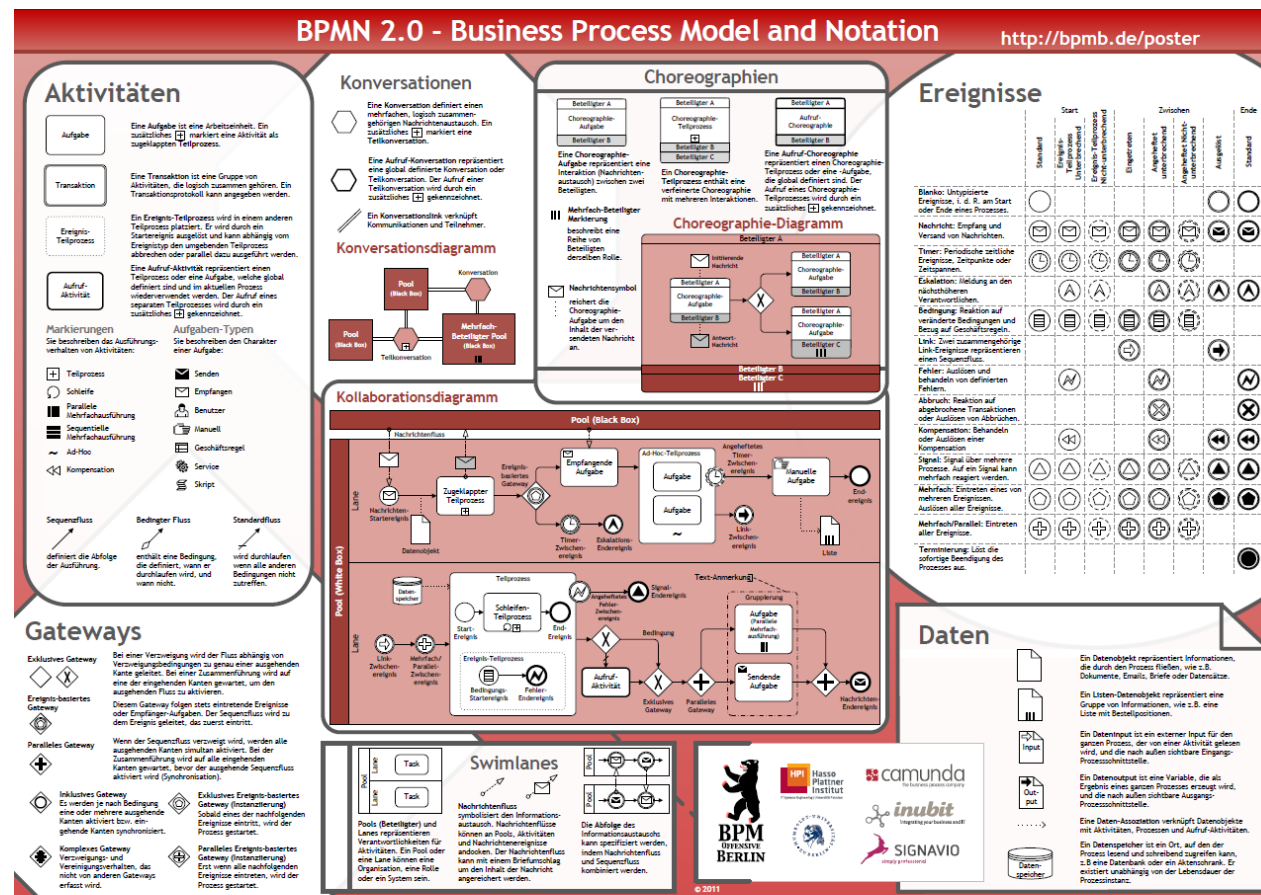 BPMN 2.0 - Business Process Model and Notation
http://bpmb.de/poster
Aktivitäten
Aufgabe
Eine Aufgabe ist eine Arbeitseinheit. Ein
zusätzliches + markiert eine Aktivität als
zugeklappten Teilprozess.
Transaktion
Eine Transaktion ist eine Gruppe von
Aktivitäten, die logisch zusammen gehören. Ein
Transaktionsprotokoll kann angegeben werden.
Ereignis-
Teilprozess
Ein Ereignis-Teilprozess wird in einem anderen
Teilprozess platziert. Er wird durch ein
Startereignis ausgelöst und kann abhängig vom
Ereignistyp den umgebenden Teilprozess
abbrechen oder parallel dazu ausgeführt werden.
Aufruf-
Aktivität
Eine Aufruf-Aktivität repräsentiert einen
Teilprozess oder eine Aufgabe, welche global
definiert sind und im aktuellen Prozess
wiederverwendet werden. Der Aufruf eines
separaten Teilprozesses wird durch ein
zusätzliches + gekennzeichnet.
Markierungen
Sie beschreiben das Ausführungs-
verhalten von Aktivitäten:
Teilprozess
Schleife
Parallele
Mehrfachausführung
Sequentielle
Mehrfachausführung
~ Ad-Hoc
Kompensation
Aufgaben-Typen
Sie beschreiben den Charakter
einer Aufgabe:
Senden
Empfangen
Benutzer
Manuell
Geschäftsregel
Service
Skript
Sequenzfluss
definiert die Abfolge
der Ausführung.
Bedingter Fluss
enthält eine Bedingung,
die definiert, wann er
durchlaufen wird, und
wann nicht.
Standardfluss
wird durchlaufen
wenn alle anderen
Bedingungen nicht
zutreffen.
Konversationen
Eine Konversation definiert einen
mehrfachen, logisch zusammen-
gehörigen Nachrichtenaustausch. Ein
zusätzliches + markiert eine
Teilkonversation.
Eine Aufruf-Konversation repräsentiert
eine global definierte Konversation oder
Teilkonversation. Der Aufruf einer
Teilkonversation wird durch ein
zusätzliches + gekennzeichnet.
Ein Konversationslink verknüpft
Kommunikationen und Teilnehmer.
Konversationsdiagramm
Konversation
Pool
(Black Box)
Pool
(Black Box)
Mehrfach-
Beteiligter Pool
(Black Box)
Teilkonversation
Choreographien
Beteiligter A
Choreographie-
Aufgabe
Beteiligter B
Eine Choreographie-
Aufgabe repräsentiert eine
Interaktion (Nachrichten-
austausch) zwischen zwei
Beteiligten.
Beteiligter A
Choreographie-
Teilprozess
Beteiligter B
Beteiligter C
Ein Choreographie-
Teilprozess enthält eine
verfeinerte Choreographie
mit mehreren Interaktionen.
Beteiligter A
Aufruf-
Choreographie
Beteiligter B
Eine Aufruf-Choreographie
repräsentiert einen Choreographie-
Teilprozess oder eine -Aufgabe,
die global definiert sind. Der
Aufruf eines Choreographie-
Teilprozesses wird durch ein
zusätzliches + gekennzeichnet.
Mehrfach-Beteiligter
Markierung
beschreibt eine
Reihe von
Beteiligten
derselben Rolle.
Nachrichtensymbol
reichert die
Choreographie-
Aufgabe um den
Inhalt der ver-
sendeten Nachricht
an.
Choreographie-Diagramm
Beteiligter A
Initiierende
Nachricht
Beteiligter A
Choreographie-
Aufgabe
Beteiligter B
Antwort-
Nachricht
Beteiligter A
Choreographie-
Aufgabe
Beteiligter B
Beteiligter A
Choreographie-
Aufgabe
Beteiligter C
Beteiligter B
Beteiligter C
Kollaborationsdiagramm
Pool (Black Box)
Nachrichtenfluss
Pool (White Box)
Lane
Nachrichten-
Startereignis
Zugeklappter
Teilprozess
Datenobjekt
Ereignis-
basiertes
Gateway
Empfangende
Aufgabe
Timer-
Zwischen-
ereignis
Eskalations-
Endereignis
Ad-Hoc-Teilprozess
Aufgabe
Aufgabe
~
Angeheftetes
Timer-
Zwischen-
ereignis
Link-
Zwischen-
ereignis
Manuelle
Aufgabe
Liste
End-
ereignis
Lane
Link-
Zwischen-
ereignis
Mehrfach/
Parallel-
Zwischen-
ereignis
Daten-
speicher
Teilprozess
Start-
Ereignis
Schleifen-
Teilprozess
End-
Ereignis
Ereignis-Teilprozess
Bedingungs-
Startereignis
Fehler-
Endereignis
Angeheftetes
Fehler-
Zwischen-
ereignis
Signal-
Endereignis
Aufruf-
Aktivität
Bedingung
Exklusives
Gateway
Paralleles
Gateway
Text-Anmerkung
Gruppierung
Aufgabe
(Parallele
Mehrfach-
ausführung)
Sendende
Aufgabe
Nachrichten-
Endereignis
Ereignisse
Start
Zwischen
Ende
Standard
Ereignis-
Teilprozess
Unterbrechend
Ereignis-Teilprozess
Nicht-unterbrechend
Eingetreten
Angeheftet
unterbrechend
Angeheftet Nicht-
unterbrechend
Ausgelöst
Standard
Blanko: Untypisierte
Ereignisse, i. d. R. am Start
oder Ende eines Prozesses.
Nachricht: Empfang und
Versand von Nachrichten.
Timer: Periodische zeitliche
Ereignisse, Zeitpunkte oder
Zeitspannen.
Eskalation: Meldung an den
nächsthöheren
Verantwortlichen.
Bedingung: Reaktion auf
veränderte Bedingungen und
Bezug auf Geschäftsregeln.
Link: Zwei zusammengehörige
Link-Ereignisse repräsentieren
einen Sequenzfluss.
Fehler: Auslösen und
behandeln von definierten
Fehlern.
Abbruch: Reaktion auf
abgebrochene Transaktionen
oder Auslösen von Abbrüchen.
Kompensation: Behandeln
oder Auslösen einer
Kompensation
Signal: Signal über mehrere
Prozesse. Auf ein Signal kann
mehrfach reagiert werden.
Mehrfach: Eintreten eines von
mehreren Ereignissen.
Auslösen aller Ereignisse.
Mehrfach/Parallel: Eintreten
aller Ereignisse.
Terminierung: Löst die
sofortige Beendigung des
Prozesses aus.
Gateways
Exklusives Gateway
Bei einer Verzweigung wird der Fluss abhängig von
Verzweigungsbedingungen zu genau einer ausgehenden
Kante geleitet. Bei einer Zusammenführung wird auf
eine der eingehenden Kanten gewartet, um den
ausgehenden Fluss zu aktivieren.
Ereignis-basiertes
Gateway
Diesem Gateway folgen stets eintretende Ereignisse
oder Empfänger-Aufgaben. Der Sequenzfluss wird zu
dem Ereignis geleitet, das zuerst eintritt.
Paralleles Gateway
Wenn der Sequenzfluss verzweigt wird, werden alle
ausgehenden Kanten simultan aktiviert. Bei der
Zusammenführung wird auf alle eingehenden
Kanten gewartet, bevor der ausgehende Sequenzfluss
aktiviert wird (Synchronisation).
Inklusives Gateway
Es werden je nach Bedingung
eine oder mehrere ausgehende
Kanten aktiviert bzw. ein-
gehende Kanten synchronisiert.
Exklusives Ereignis-basiertes
Gateway (Instanziierung)
Sobald eines der nachfolgenden
Ereignisse eintritt, wird der
Prozess gestartet.
Komplexes Gateway
Verzweigungs- und
Vereinigungsverhalten, das
nicht von anderen Gateways
erfasst wird.
Paralleles Ereignis-basiertes
Gateway (Instanziierung)
Erst wenn alle nachfolgenden
Ereignisse eintreten, wird der
Prozess gestartet.
Swimlanes
Pool
Lane
Task
Lane
Task
Pools (Beteiligter) und
Lanes repräsentieren
Verantwortlichkeiten für
Aktivitäten. Ein Pool oder
eine Lane können eine
Organisation, eine Rolle
oder ein System sein.
Nachrichtenfluss
symbolisiert den Informations-
austausch. Nachrichtenflüsse
können an Pools, Aktivitäten
und Nachrichtenereignisse
andocken. Der Nachrichtenfluss
kann mit einem Briefumschlag
um den Inhalt der Nachricht
angereichert werden.
Pool
Pool
Die Abfolge des
Informationsaustauschs
kann spezifiziert werden,
indem Nachrichtenfluss
und Sequenzfluss
kombiniert werden.
BPM
OFFENSIVE
BERLIN
HPI
Hasso
Plattner
Institut
camunda
the business process company
inubit
SIGNAVIO
simply professional
© 2011
Daten
Ein Datenobjekt repräsentiert Informationen,
die durch den Prozess fließen, wie z.B.
Dokumente, Emails, Briefe oder Datensätze.
Ein Listen-Datenobjekt repräsentiert eine
Gruppe von Informationen, wie z.B. eine
Liste mit Bestellpositionen.
Input
Ein DatenInput ist ein externer Input für den
ganzen Prozess, der von einer Aktivität gelesen
wird, und die nach außen sichtbare Eingangs-
Prozessschnittstelle.
Out-
put
Ein Datenoutput ist eine Variable, die als
Ergebnis eines ganzen Prozesses erzeugt wird,
und die nach außen sichtbare Ausgangs-
Prozessschnittstelle.
Eine Daten-Assoziation verknüpft Datenobjekte
mit Aktivitäten, Prozessen und Aufruf-Aktivitäten.
Daten-
speicher
Ein Datenspeicher ist ein Ort, auf den der
Prozess lesend und schreibend zugreifen kann,
z.B eine Datenbank oder ein Aktenschrank. Er
existiert unabhängig von der Lebensdauer der
Prozessinstanz.